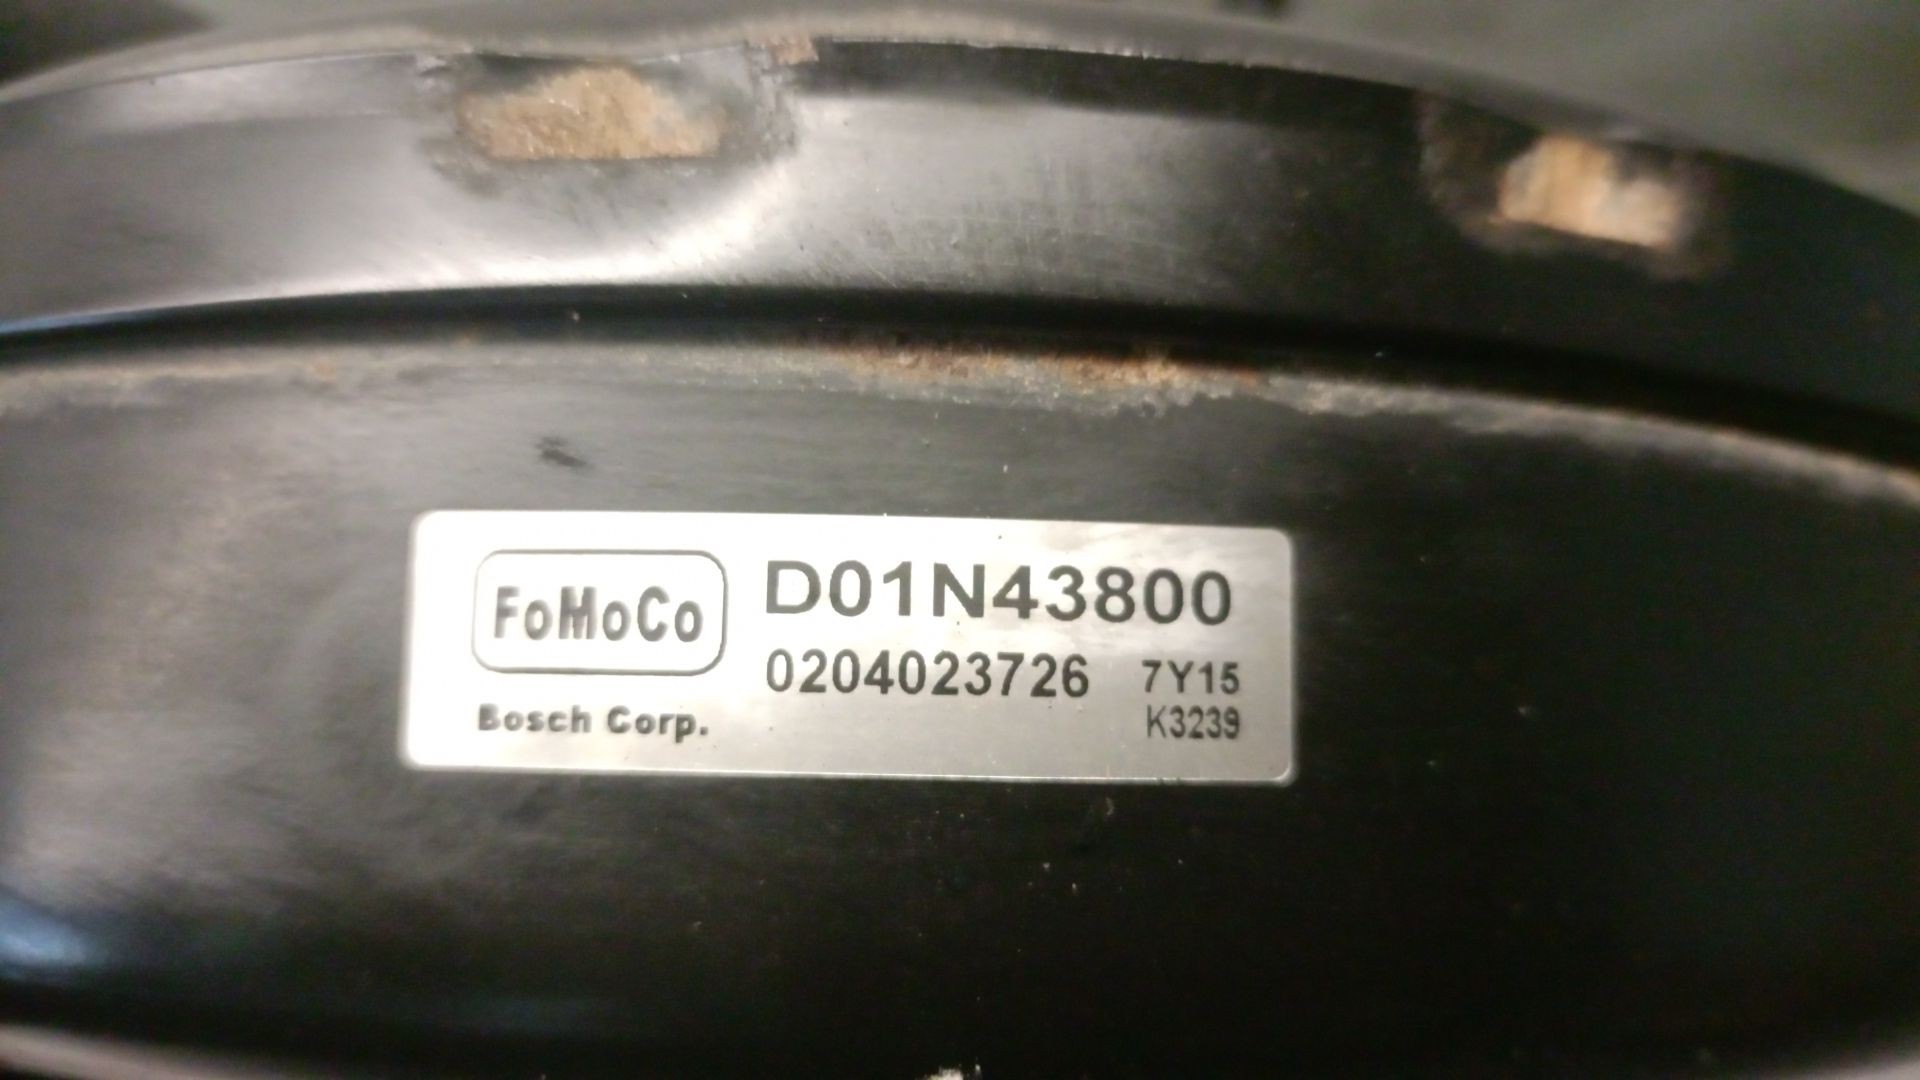 FoMoCo
D01N43800
0204023726 7Y15
Bosch Corp.
K3239